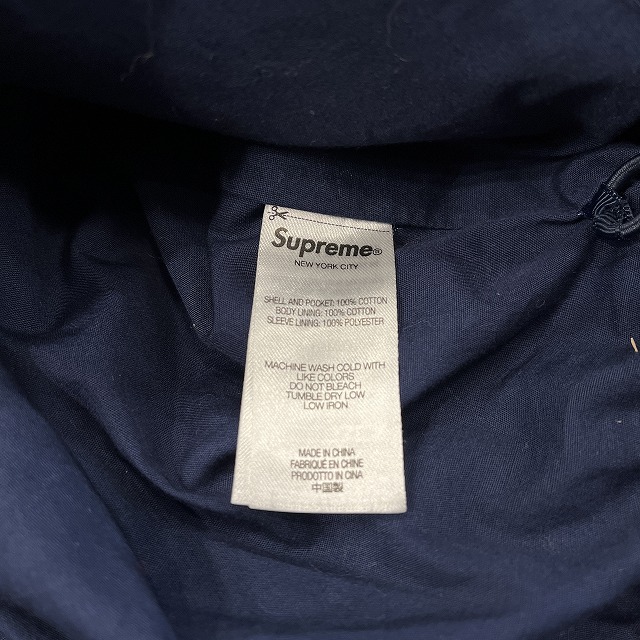 Supreme®
NEW YORK CITY
SHELL AND POCKET: 100% COTTON
BODY LINING: 100% COTTON
SLEEVE LINING: 100% POLYESTER
MACHINE WASH COLD WITH
LIKE COLORS
DO NOT BLEACH
TUMBLE DRY LOW
LOW IRON
MADE IN CHINA
FABRIQUÉ EN CHINE
PRODOTTO IN CINA
中国製